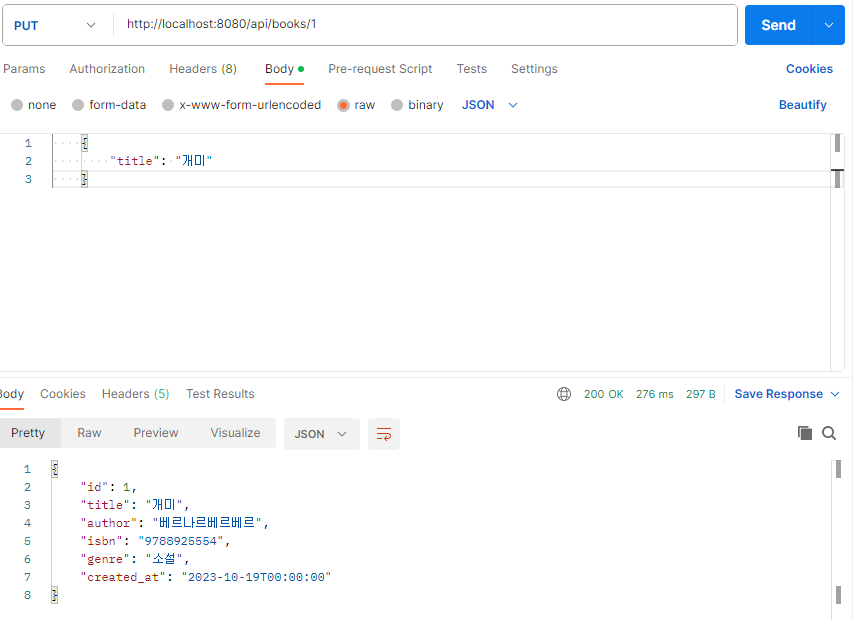 PUT http://localhost:8080/api/books/1 Send
Params Authorization Headers (8) Body Pre-request Script Tests Settings Cookies
none form-data x-www-form-urlencoded raw binary JSON Beautify
1 {
2 "title": "개미"
3 }
Body Cookies Headers (5) Test Results 200 OK 276 ms 297 B Save Response
Pretty Raw Preview Visualize JSON
1 {
2 "id": 1,
3 "title": "개미",
4 "author": "베르나르베르베르",
5 "isbn": "9788925554",
6 "genre": "소설",
7 "created_at": "2023-10-19T00:00:00"
8 }